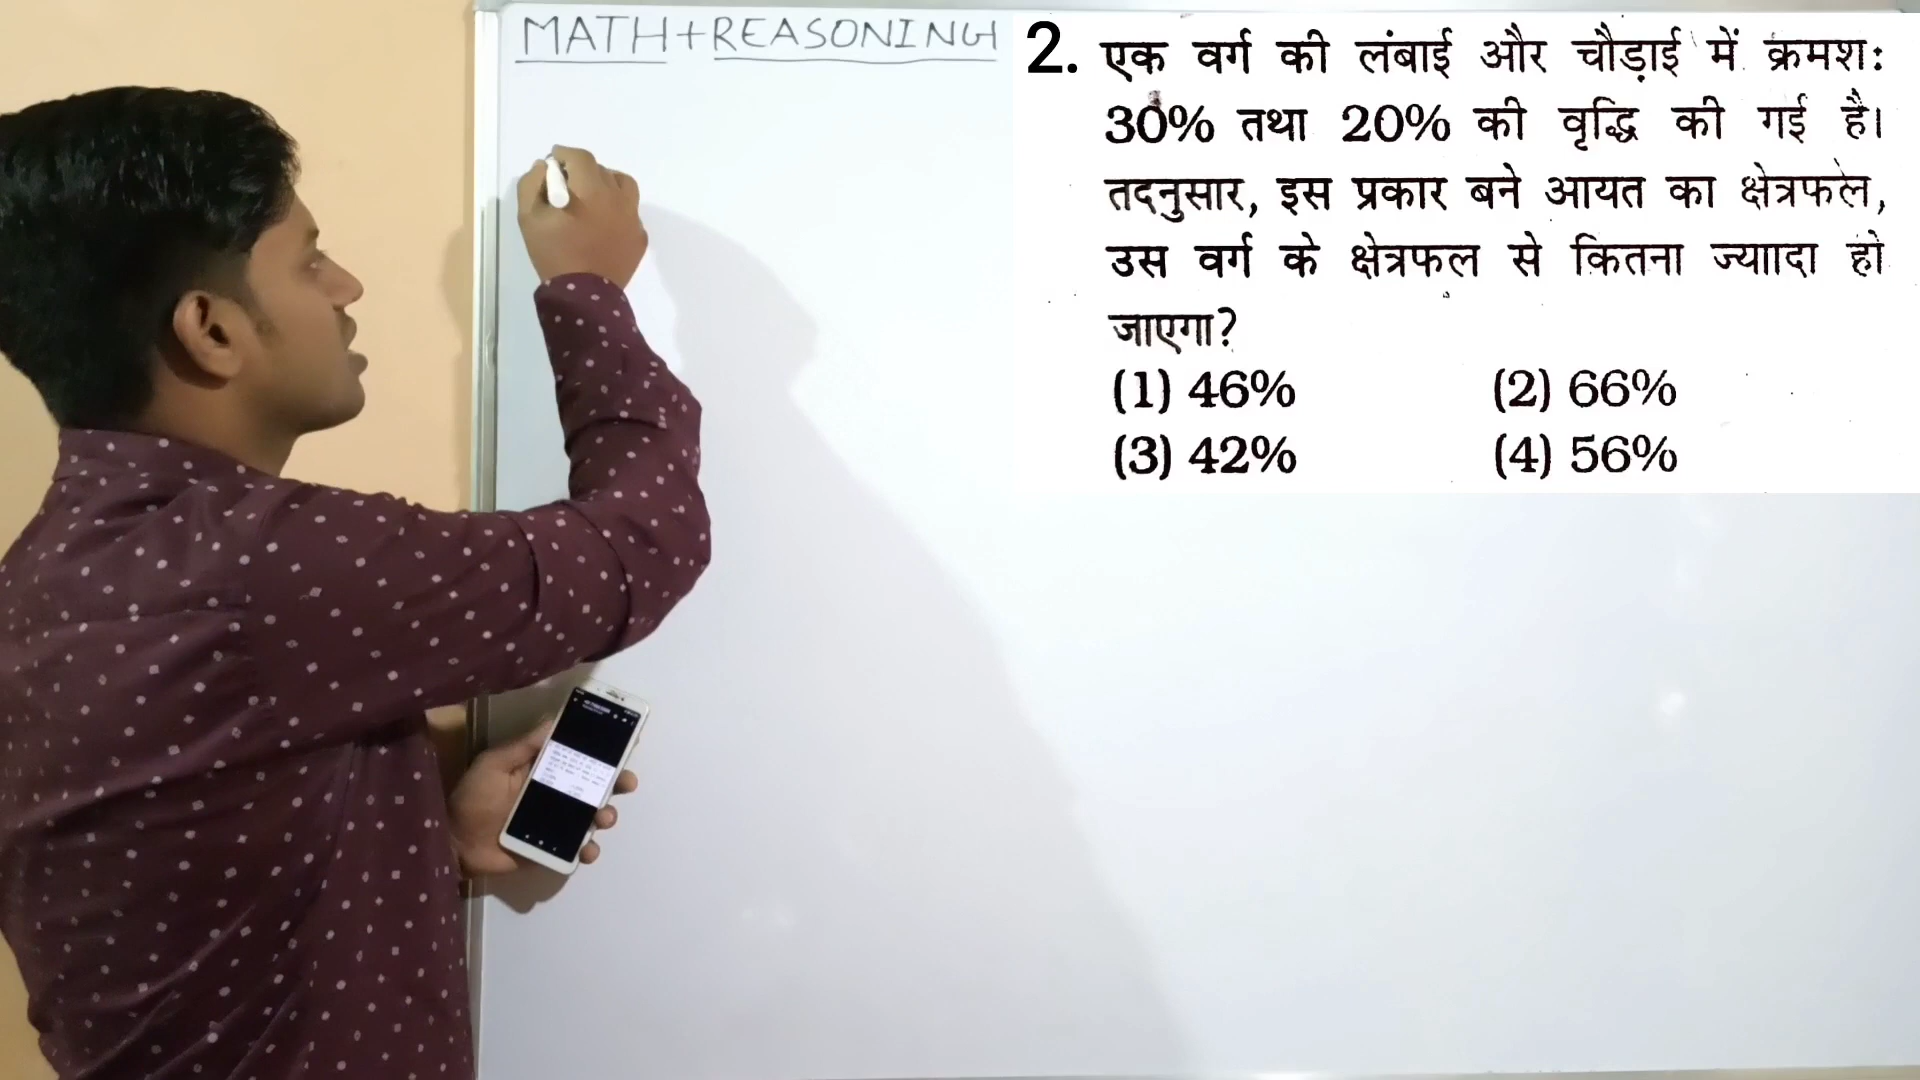 MATH+REASONING
2. एक वर्ग की लंबाई और चौड़ाई में क्रमशः
30% तथा 20% की वृद्धि की गई है।
तद्नुसार, इस प्रकार बने आयत का क्षेत्रफल,
उस वर्ग के क्षेत्रफल से कितना ज्याादा हो
जाएगा?
(1) 46% (2) 66%
(3) 42% (4) 56%